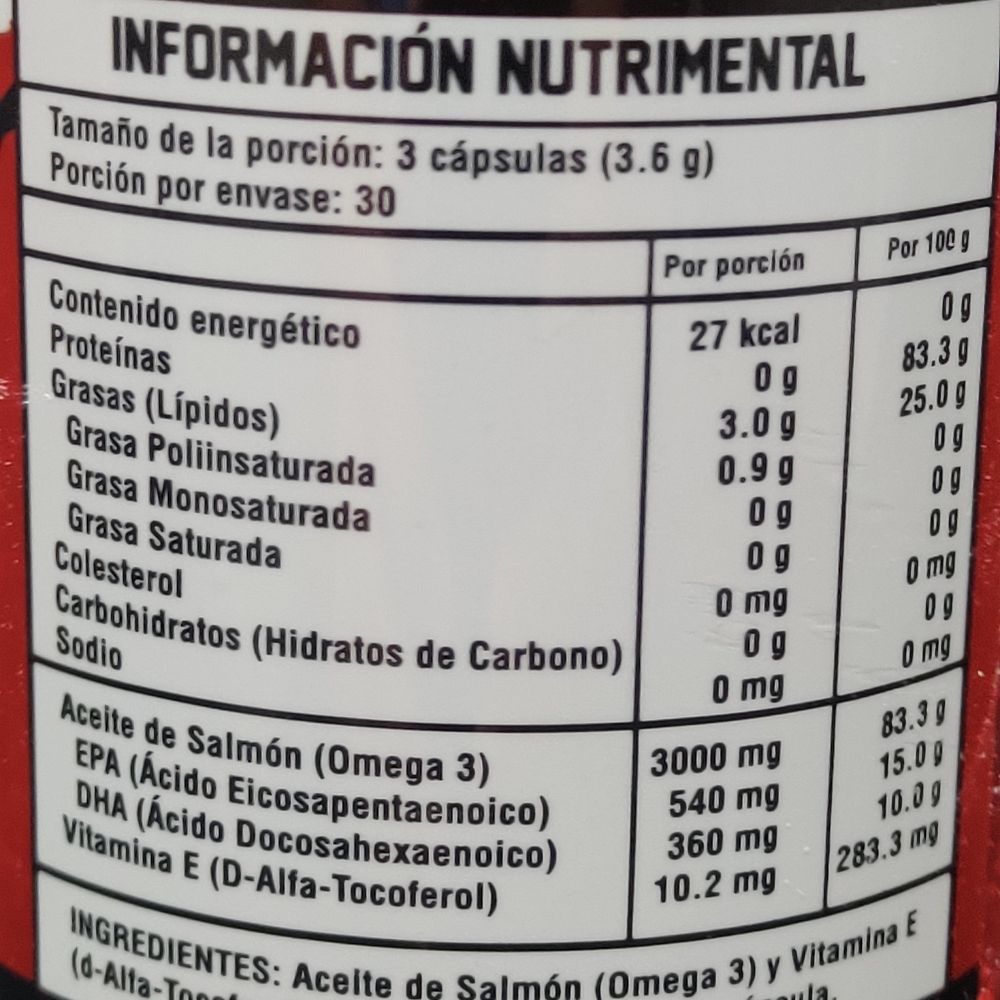 INFORMACIÓN NUTRIMENTAL
Tamaño de la porción: 3 cápsulas (3.6 g)
Porción por envase: 30
Por porción Por 100 g
Contenido energético 27 kcal 0 g
Proteínas 0 g 83.3 g
Grasas (Lípidos) 3.0 g 25.0 g
Grasa Poliinsaturada 0.9 g 0 g
Grasa Monosaturada 0 g 0 g
Grasa Saturada 0 g 0 g
Colesterol 0 mg 0 mg
Carbohidratos (Hidratos de Carbono) 0 g 0 g
Sodio 0 mg 0 mg
Aceite de Salmón (Omega 3) 3000 mg 83.3 g
EPA (Ácido Eicosapentaenoico) 540 mg 15.0 g
DHA (Ácido Docosahexaenoico) 360 mg 10.0 g
Vitamina E (D-Alfa-Tocoferol) 10.2 mg 283.3 mg
INGREDIENTES: Aceite de Salmón (Omega 3) y Vitamina E